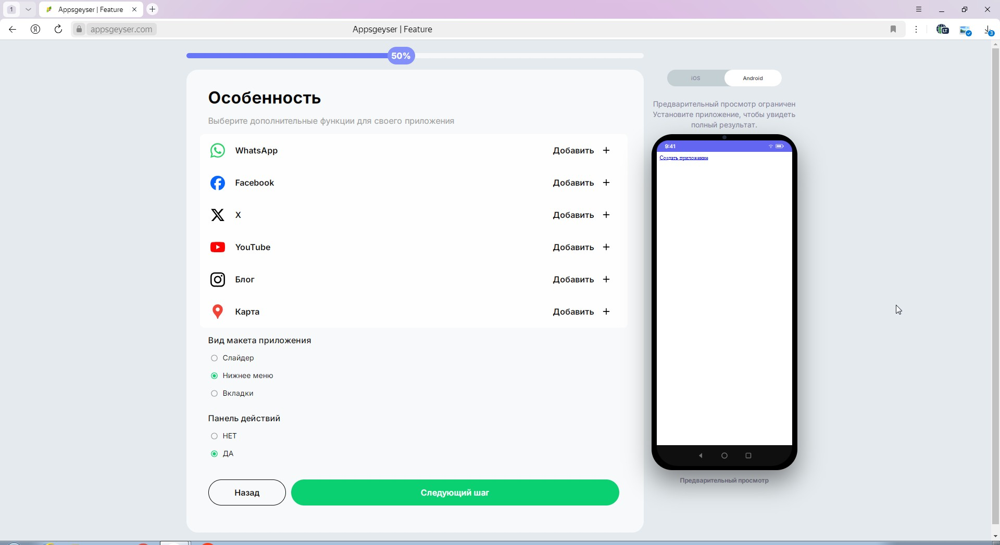 1
Appsgeyser | Feature
Я
appsgeyser.com
Appsgeyser | Feature
LT
3
50%
Особенность
Выберите дополнительные функции для своего приложения
WhatsApp
Добавить +
Facebook
Добавить +
X
Добавить +
YouTube
Добавить +
Блог
Добавить +
Карта
Добавить +
Вид макета приложения
Слайдер
Нижнее меню
Вкладки
Панель действий
НЕТ
ДА
Назад
Следующий шаг
iOS
Android
Предварительный просмотр ограничен
Установите приложение, чтобы увидеть
полный результат.
9:41
Создать приложение
Предварительный просмотр